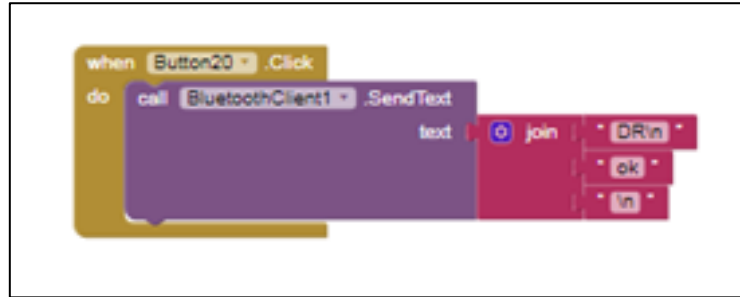 when Button20 .Click
do call BluetoothClient1 .SendText
text join " DR\n "
" ok "
" \n "